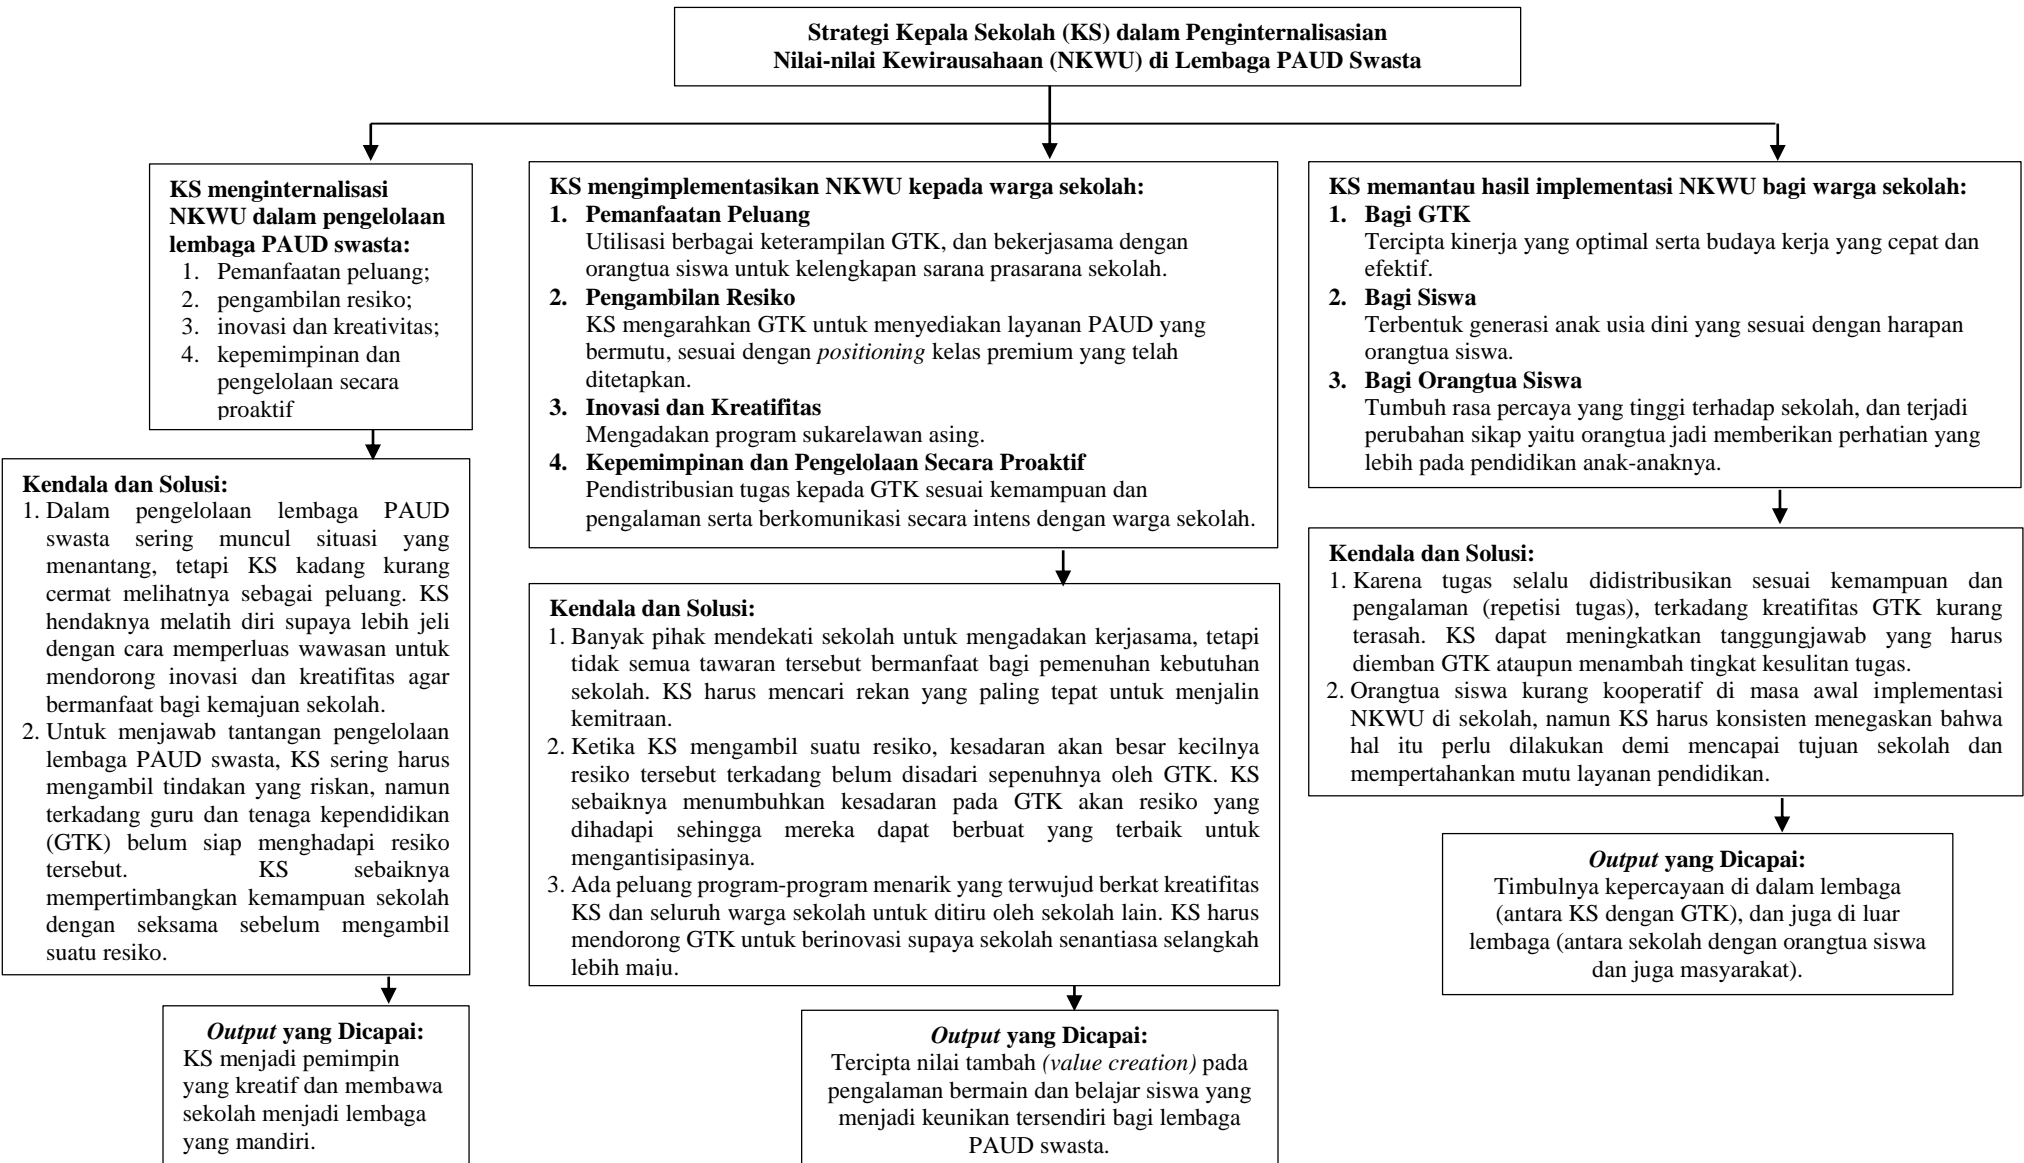 Strategi Kepala Sekolah (KS) dalam Penginternalisasian
Nilai-nilai Kewirausahaan (NKWU) di Lembaga PAUD Swasta
KS menginternalisasi
NKWU dalam pengelolaan
lembaga PAUD swasta:
1. Pemanfaatan peluang;
2. pengambilan resiko;
3. inovasi dan kreativitas;
4. kepemimpinan dan
pengelolaan secara
proaktif
Kendala dan Solusi:
1. Dalam pengelolaan lembaga PAUD
swasta sering muncul situasi yang
menantang, tetapi KS kadang kurang
cermat melihatnya sebagai peluang. KS
hendaknya melatih diri supaya lebih jeli
dengan cara memperluas wawasan untuk
mendorong inovasi dan kreatifitas agar
bermanfaat bagi kemajuan sekolah.
2. Untuk menjawab tantangan pengelolaan
lembaga PAUD swasta, KS sering harus
mengambil tindakan yang riskan, namun
terkadang guru dan tenaga kependidikan
(GTK) belum siap menghadapi resiko
tersebut. KS sebaiknya
mempertimbangkan kemampuan sekolah
dengan seksama sebelum mengambil
suatu resiko.
Output yang Dicapai:
KS menjadi pemimpin
yang kreatif dan membawa
sekolah menjadi lembaga
yang mandiri.
KS mengimplementasikan NKWU kepada warga sekolah:
1. Pemanfaatan Peluang
Utilisasi berbagai keterampilan GTK, dan bekerjasama dengan
orangtua siswa untuk kelengkapan sarana prasarana sekolah.
2. Pengambilan Resiko
KS mengarahkan GTK untuk menyediakan layanan PAUD yang
bermutu, sesuai dengan positioning kelas premium yang telah
ditetapkan.
3. Inovasi dan Kreatifitas
Mengadakan program sukarelawan asing.
4. Kepemimpinan dan Pengelolaan Secara Proaktif
Pendistribusian tugas kepada GTK sesuai kemampuan dan
pengalaman serta berkomunikasi secara intens dengan warga sekolah.
Kendala dan Solusi:
1. Banyak pihak mendekati sekolah untuk mengadakan kerjasama, tetapi
tidak semua tawaran tersebut bermanfaat bagi pemenuhan kebutuhan
sekolah. KS harus mencari rekan yang paling tepat untuk menjalin
kemitraan.
2. Ketika KS mengambil suatu resiko, kesadaran akan besar kecilnya
resiko tersebut terkadang belum disadari sepenuhnya oleh GTK. KS
sebaiknya menumbuhkan kesadaran pada GTK akan resiko yang
dihadapi sehingga mereka dapat berbuat yang terbaik untuk
mengantisipasinya.
3. Ada peluang program-program menarik yang terwujud berkat kreatifitas
KS dan seluruh warga sekolah untuk ditiru oleh sekolah lain. KS harus
mendorong GTK untuk berinovasi supaya sekolah senantiasa selangkah
lebih maju.
Output yang Dicapai:
Tercipta nilai tambah (value creation) pada
pengalaman bermain dan belajar siswa yang
menjadi keunikan tersendiri bagi lembaga
PAUD swasta.
KS memantau hasil implementasi NKWU bagi warga sekolah:
1. Bagi GTK
Tercipta kinerja yang optimal serta budaya kerja yang cepat dan
efektif.
2. Bagi Siswa
Terbentuk generasi anak usia dini yang sesuai dengan harapan
orangtua siswa.
3. Bagi Orangtua Siswa
Tumbuh rasa percaya yang tinggi terhadap sekolah, dan terjadi
perubahan sikap yaitu orangtua jadi memberikan perhatian yang
lebih pada pendidikan anak-anaknya.
Kendala dan Solusi:
1. Karena tugas selalu didistribusikan sesuai kemampuan dan
pengalaman (repetisi tugas), terkadang kreatifitas GTK kurang
terasah. KS dapat meningkatkan tanggungjawab yang harus
diemban GTK ataupun menambah tingkat kesulitan tugas.
2. Orangtua siswa kurang kooperatif di masa awal implementasi
NKWU di sekolah, namun KS harus konsisten menegaskan bahwa
hal itu perlu dilakukan demi mencapai tujuan sekolah dan
mempertahankan mutu layanan pendidikan.
Output yang Dicapai:
Timbulnya kepercayaan di dalam lembaga
(antara KS dengan GTK), dan juga di luar
lembaga (antara sekolah dengan orangtua siswa
dan juga masyarakat).